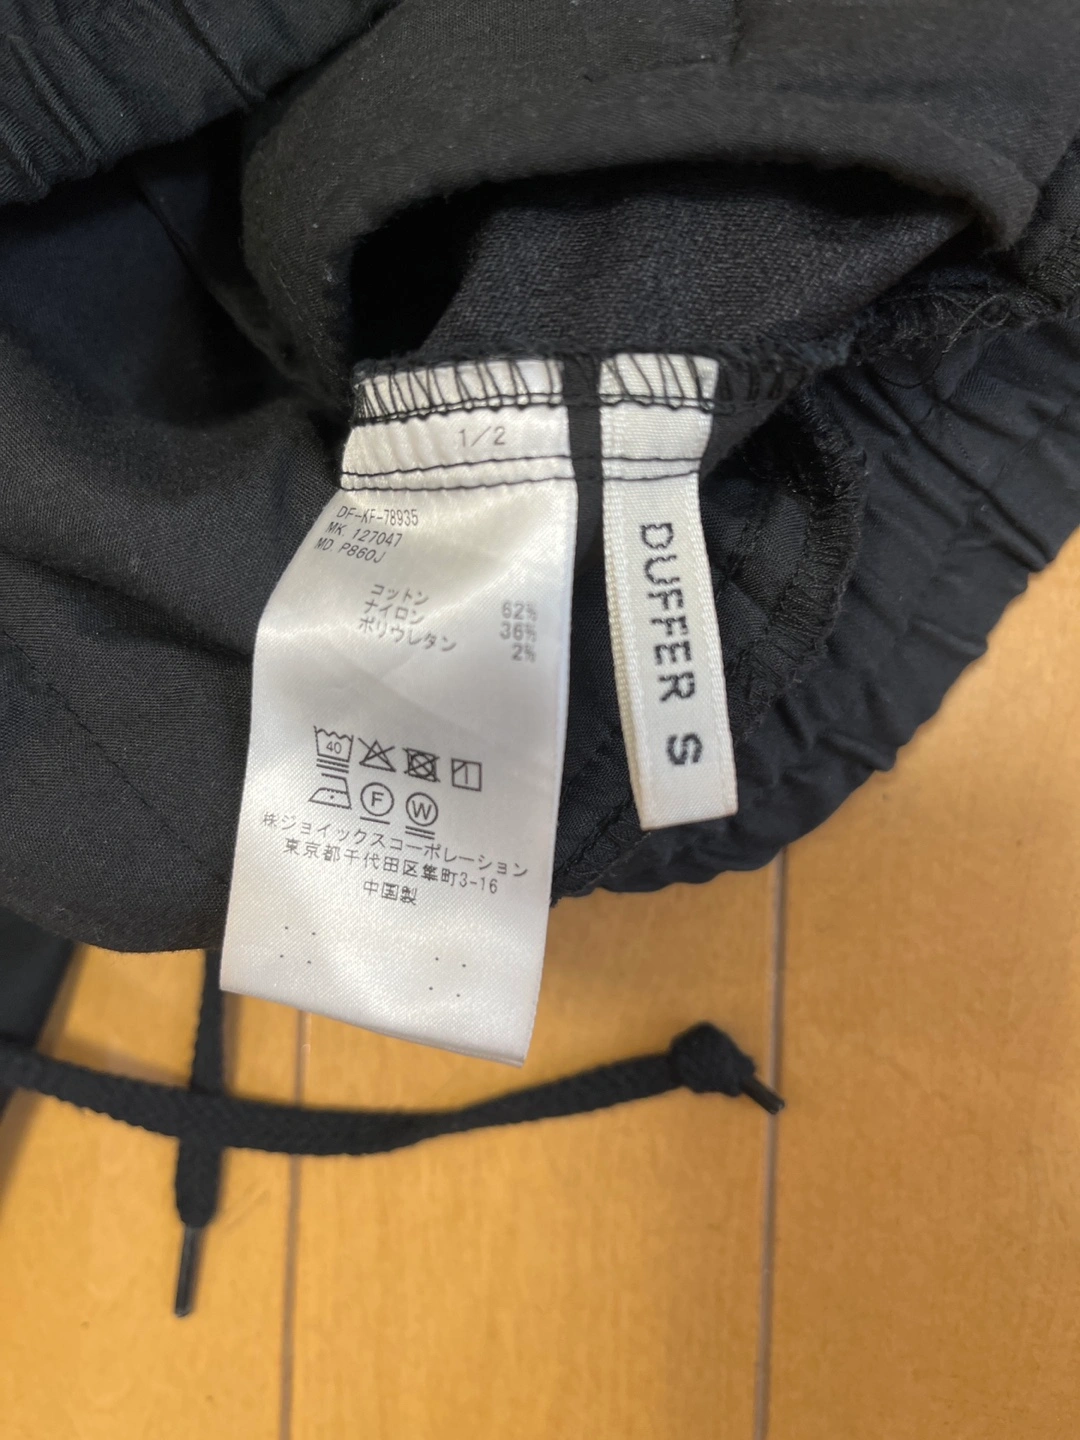 1/2
DF-KF-78935
MK. 127047
MD. P860J
コットン 62%
ナイロン 36%
ポリウレタン 2%
40
F
W
株ジョイックスコーポレーション
東京都千代田区隼町3-16
中国製
DUFFER S